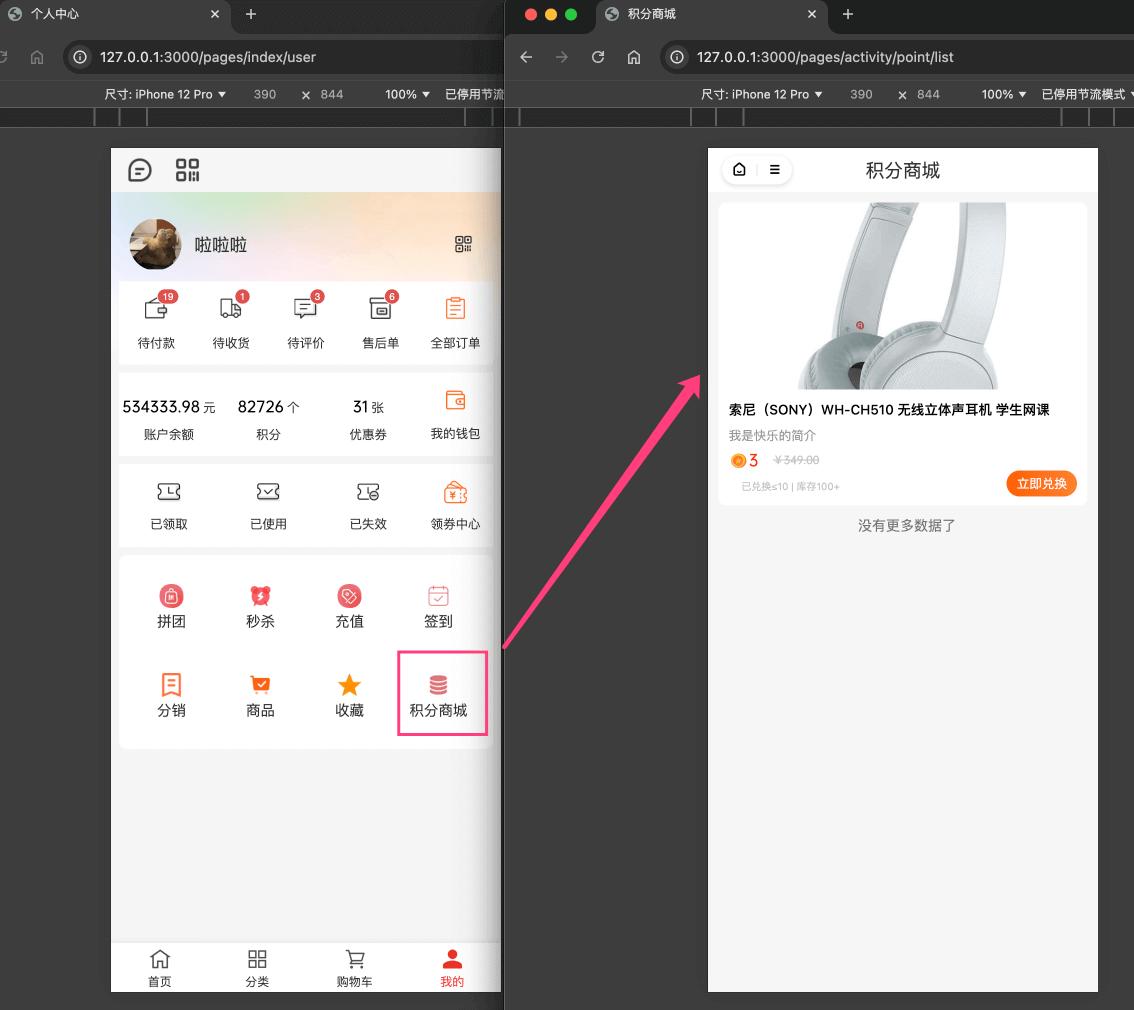 个人中心
127.0.0.1:3000/pages/index/user
尺寸: iPhone 12 Pro 390 × 844 100% 已停用节流
啦啦啦
19 1 3 6
待付款 待收货 待评价 售后单 全部订单
534333.98 元 82726 个 31 张
账户余额 积分 优惠券 我的钱包
已领取 已使用 已失效 领券中心
拼团 秒杀 充值 签到
分销 商品 收藏 积分商城
首页 分类 购物车 我的
积分商城
127.0.0.1:3000/pages/activity/point/list
尺寸: iPhone 12 Pro 390 × 844 100% 已停用节流模式
积分商城
索尼（SONY）WH-CH510 无线立体声耳机 学生网课
我是快乐的简介
3 ￥349.00
已兑换≤10 | 库存100+
立即兑换
没有更多数据了